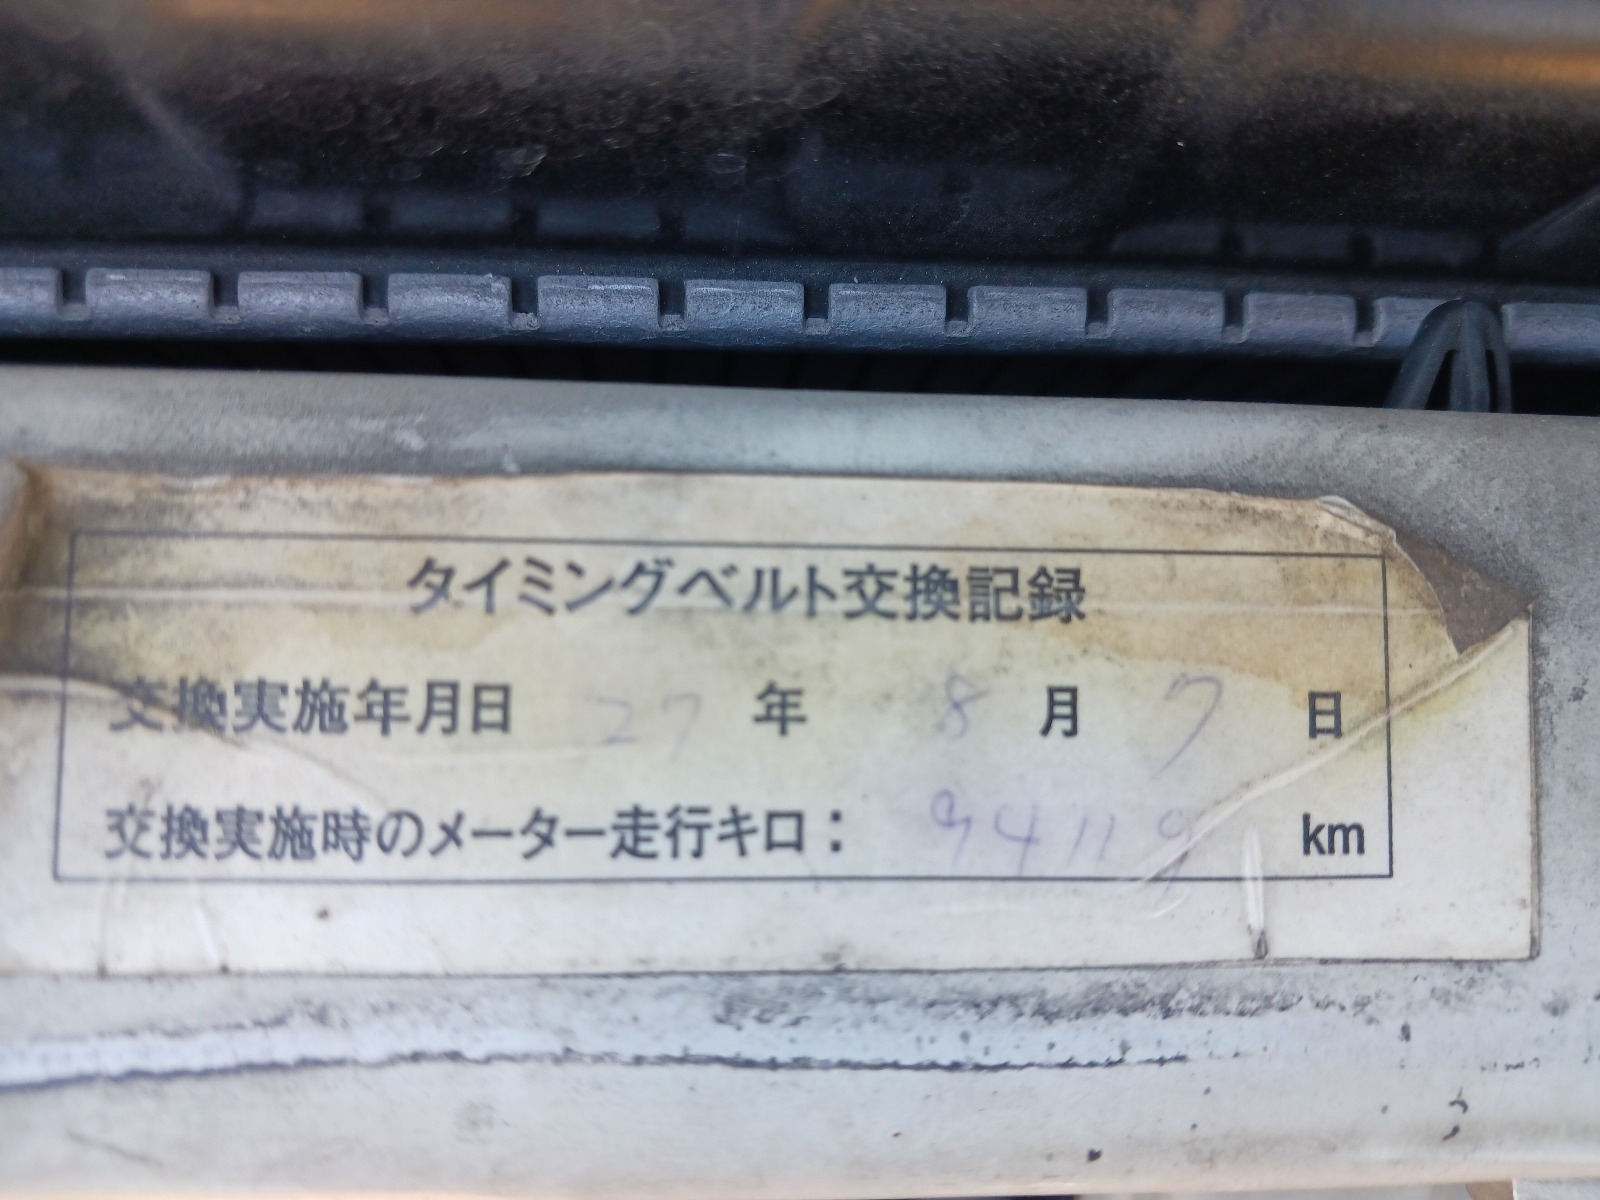 タイミングベルト交換記録
交換実施年月日 27 年 8 月 7 日
交換実施時のメーター走行キロ： 94119 km